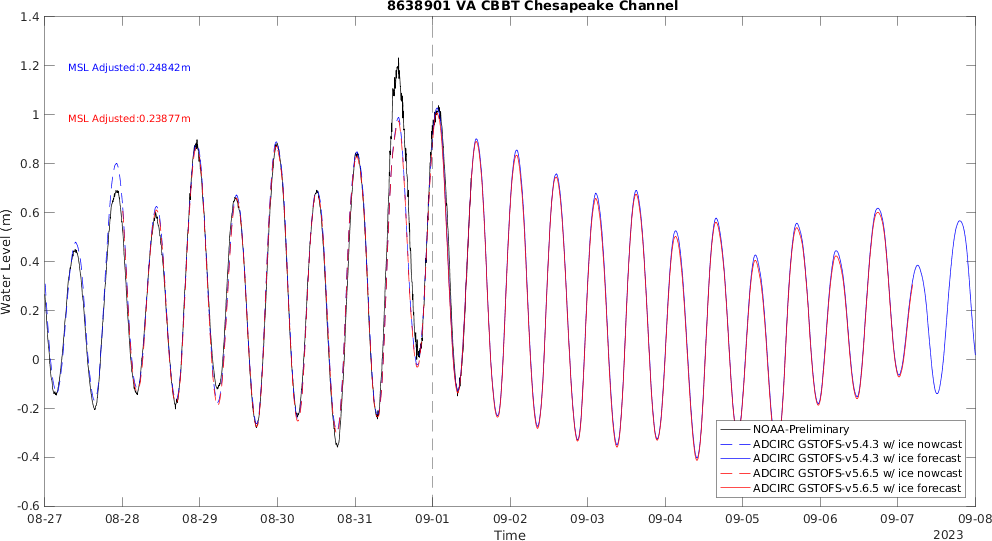 8638901 VA CBBT Chesapeake Channel
1.4
1.2
1
0.8
0.6
0.4
0.2
0
-0.2
-0.4
-0.6
Water Level (m)
MSL Adjusted:0.24842m
MSL Adjusted:0.23877m
NOAA-Preliminary
ADCIRC GSTOFS-v5.4.3 w/ ice nowcast
ADCIRC GSTOFS-v5.4.3 w/ ice forecast
ADCIRC GSTOFS-v5.6.5 w/ ice nowcast
ADCIRC GSTOFS-v5.6.5 w/ ice forecast
08-27 08-28 08-29 08-30 08-31 09-01 09-02 09-03 09-04 09-05 09-06 09-07 09-08
Time
2023